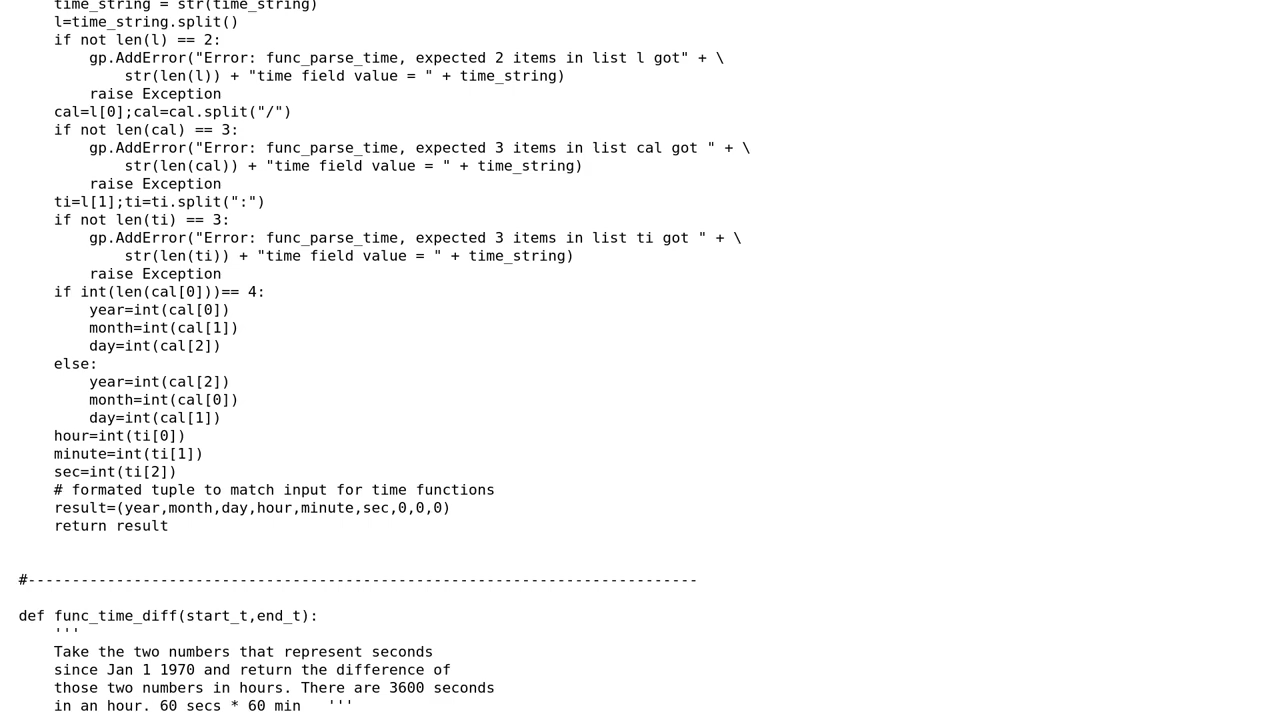 time_string = str(time_string)
    l=time_string.split()
    if not len(l) == 2:
        gp.AddError("Error: func_parse_time, expected 2 items in list l got" + \
            str(len(l)) + "time field value = " + time_string)
        raise Exception
    cal=l[0];cal=cal.split("/")
    if not len(cal) == 3:
        gp.AddError("Error: func_parse_time, expected 3 items in list cal got " + \
            str(len(cal)) + "time field value = " + time_string)
        raise Exception
    ti=l[1];ti=ti.split(":")
    if not len(ti) == 3:
        gp.AddError("Error: func_parse_time, expected 3 items in list ti got " + \
            str(len(ti)) + "time field value = " + time_string)
        raise Exception
    if int(len(cal[0]))== 4:
        year=int(cal[0])
        month=int(cal[1])
        day=int(cal[2])
    else:
        year=int(cal[2])
        month=int(cal[0])
        day=int(cal[1])
    hour=int(ti[0])
    minute=int(ti[1])
    sec=int(ti[2])
    # formated tuple to match input for time functions
    result=(year,month,day,hour,minute,sec,0,0,0)
    return result
#----------------------------------------------------------------------------
def func_time_diff(start_t,end_t):
    '''
    Take the two numbers that represent seconds
    since Jan 1 1970 and return the difference of
    those two numbers in hours. There are 3600 seconds
    in an hour. 60 secs * 60 min   '''